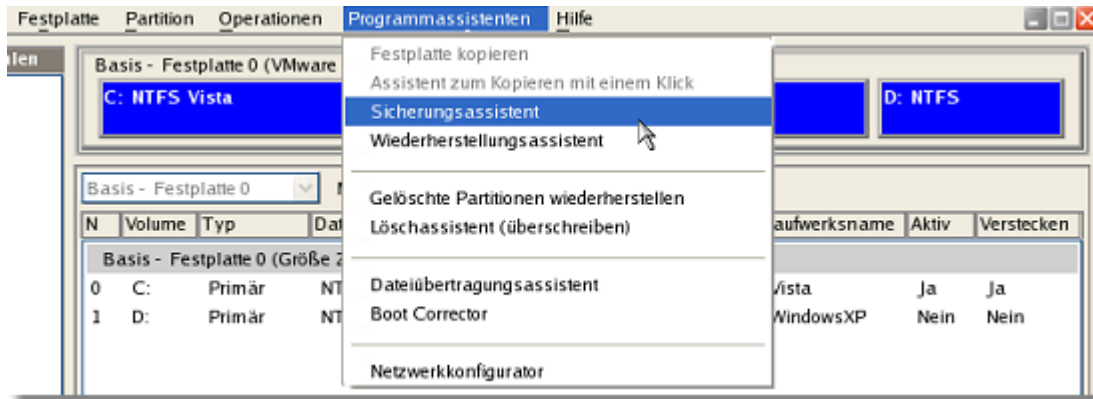 Festplatte Partition Operationen Programmassistenten Hilfe
Basis - Festplatte 0 (VMware
C: NTFS Vista
D: NTFS
Festplatte kopieren
Assistent zum Kopieren mit einem Klick
Sicherungsassistent
Wiederherstellungsassistent
Gelöschte Partitionen wiederherstellen
Löschassistent (überschreiben)
Dateiübertragungsassistent
Boot Corrector
Netzwerkkonfigurator
Basis - Festplatte 0
N Volume Typ Dat aufwerksname Aktiv Verstecken
Basis - Festplatte 0 (Größe 2
0 C: Primär NT Vista Ja Ja
1 D: Primär NT WindowsXP Nein Nein